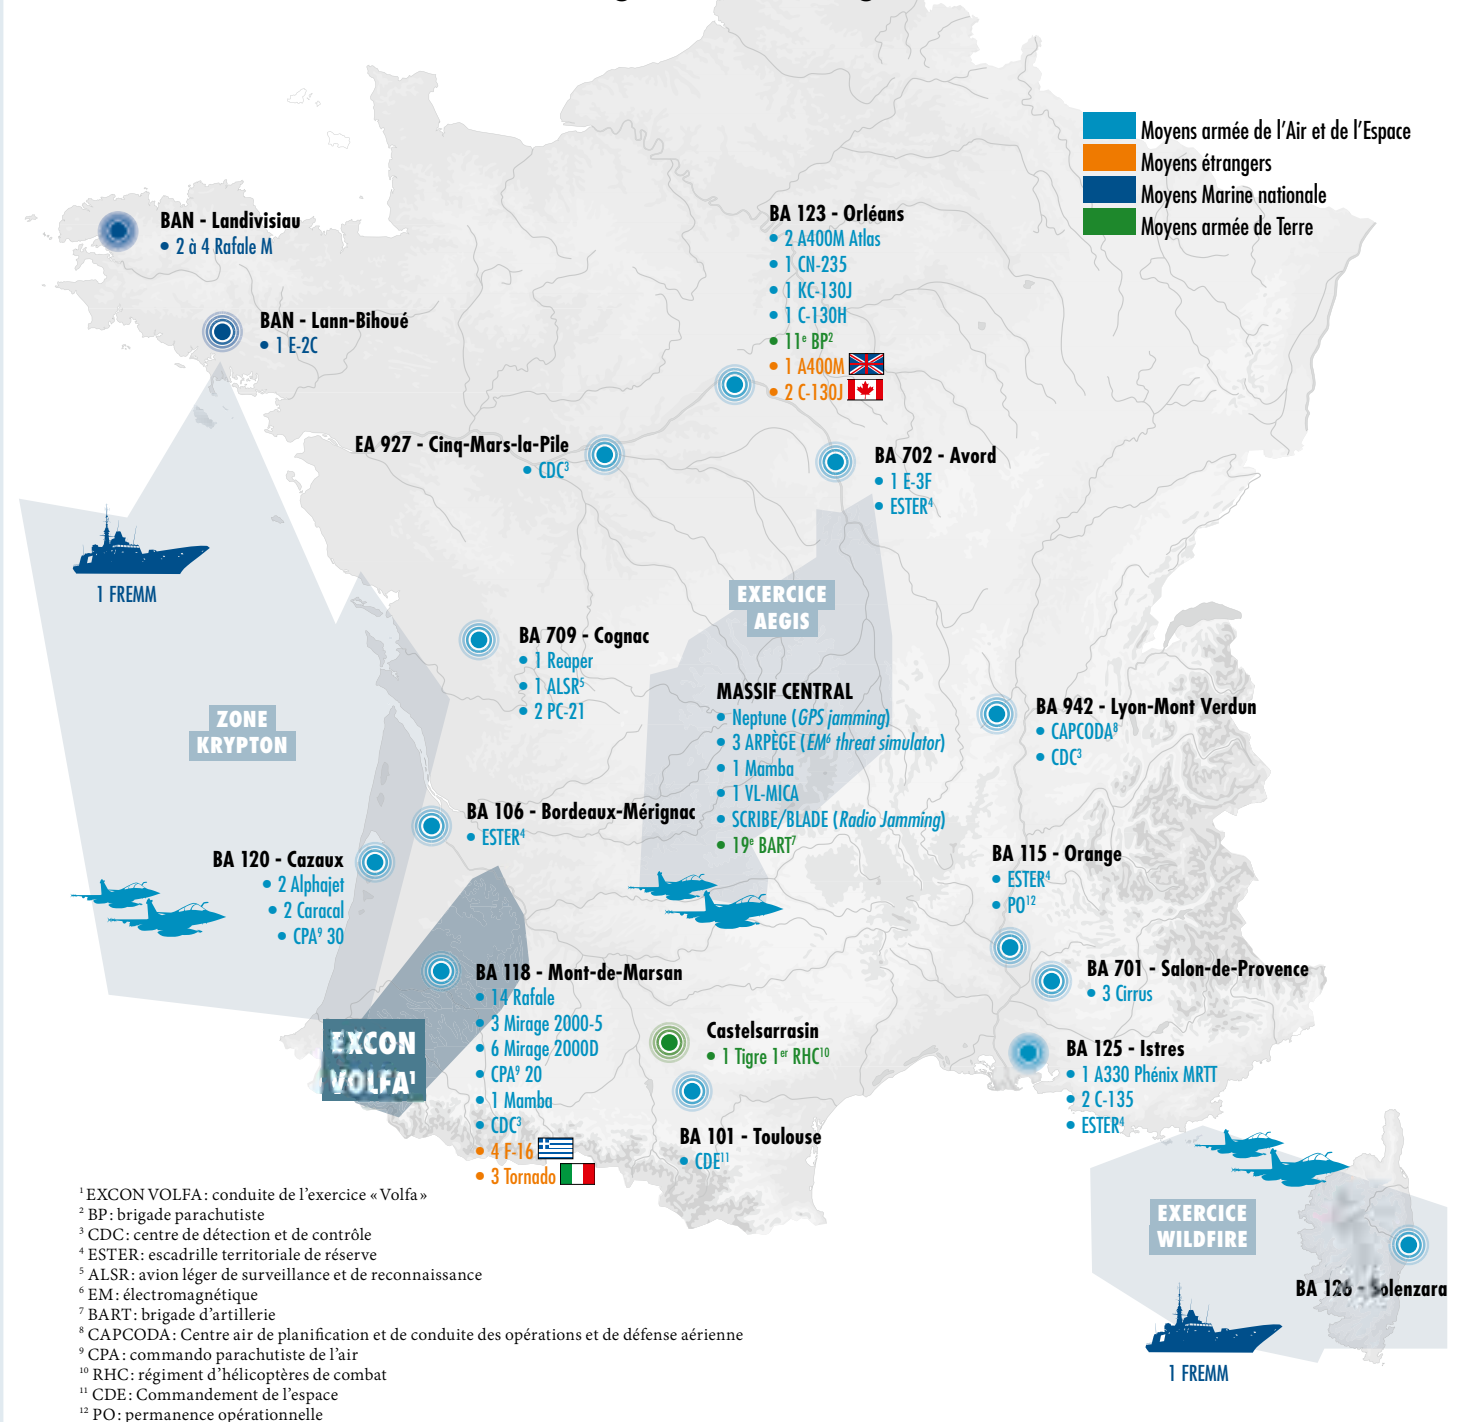 Moyens armée de l'Air et de l'Espace
Moyens étrangers
Moyens Marine nationale
Moyens armée de Terre
BAN - Landivisiau
• 2 à 4 Rafale M
BAN - Lann-Bihoué
• 1 E-2C
BA 123 - Orléans
• 2 A400M Atlas
• 1 CN-235
• 1 KC-130J
• 1 C-130H
• 11ᵉ BP²
• 1 A400M
• 2 C-130J
EA 927 - Cinq-Mars-la-Pile
• CDC³
BA 702 - Avord
• 1 E-3F
• ESTER⁴
1 FREMM
EXERCICE
AEGIS
BA 709 - Cognac
• 1 Reaper
• 1 ALSR⁵
• 2 PC-21
ZONE
KRYPTON
MASSIF CENTRAL
• Neptune (GPS jamming)
• 3 ARPÈGE (EM⁶ threat simulator)
• 1 Mamba
• 1 VL-MICA
• SCRIBE/BLADE (Radio Jamming)
• 19ᵉ BART⁷
BA 942 - Lyon-Mont Verdun
• CAPCODA⁸
• CDC³
BA 106 - Bordeaux-Mérignac
• ESTER⁴
BA 120 - Cazaux
• 2 Alphajet
• 2 Caracal
• CPA⁹ 30
BA 115 - Orange
• ESTER⁴
• PO¹²
BA 118 - Mont-de-Marsan
• 14 Rafale
• 3 Mirage 2000-5
• 6 Mirage 2000D
• CPA⁹ 20
• 1 Mamba
• CDC³
• 4 F-16
• 3 Tornado
BA 701 - Salon-de-Provence
• 3 Cirrus
EXCON
VOLFA¹
Castelsarrasin
• 1 Tigre 1ᵉʳ RHC¹⁰
BA 125 - Istres
• 1 A330 Phénix MRTT
• 2 C-135
• ESTER⁴
BA 101 - Toulouse
• CDE¹¹
EXERCICE
WILDFIRE
BA 126 - Solenzara
1 FREMM
¹ EXCON VOLFA : conduite de l'exercice « Volfa »
² BP : brigade parachutiste
³ CDC : centre de détection et de contrôle
⁴ ESTER : escadrille territoriale de réserve
⁵ ALSR : avion léger de surveillance et de reconnaissance
⁶ EM : électromagnétique
⁷ BART : brigade d'artillerie
⁸ CAPCODA : Centre air de planification et de conduite des opérations et de défense aérienne
⁹ CPA : commando parachutiste de l'air
¹⁰ RHC : régiment d'hélicoptères de combat
¹¹ CDE : Commandement de l'espace
¹² PO : permanence opérationnelle